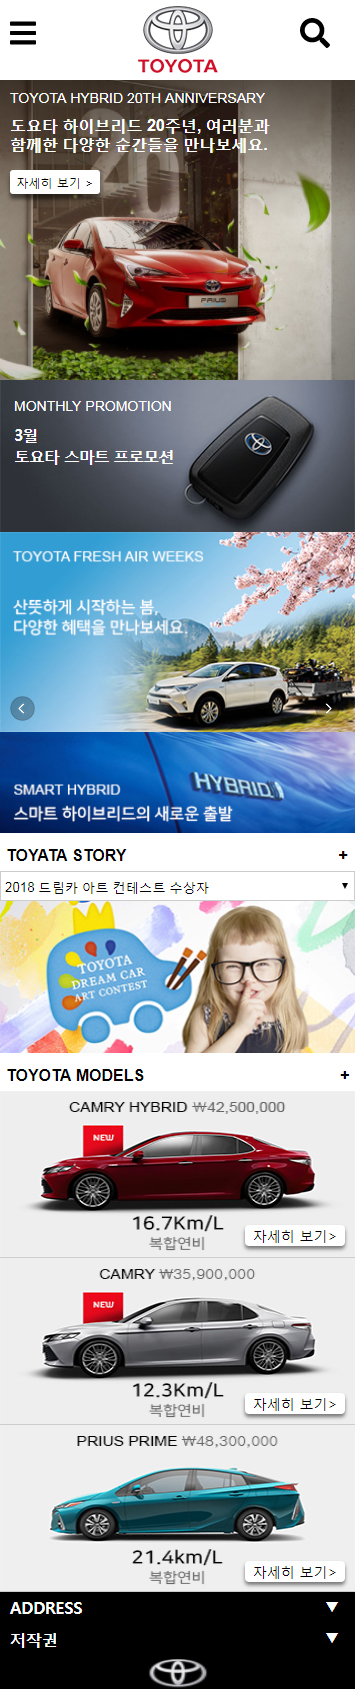 TOYOTA
TOYOTA HYBRID 20TH ANNIVERSARY
도요타 하이브리드 20주년, 여러분과
함께한 다양한 순간들을 만나보세요.
자세히 보기 >
20
PRIUS
MONTHLY PROMOTION
3월
토요타 스마트 프로모션
TOYOTA FRESH AIR WEEKS
산뜻하게 시작하는 봄,
다양한 혜택을 만나보세요.
HYBRID
SMART HYBRID
스마트 하이브리드의 새로운 출발
TOYATA STORY +
2018 드림카 아트 컨테스트 수상자
TOYOTA
DREAM CAR
ART CONTEST
TOYOTA MODELS +
CAMRY HYBRID ₩42,500,000
NEW
16.7Km/L
복합연비
자세히 보기>
CAMRY ₩35,900,000
NEW
12.3Km/L
복합연비
자세히 보기>
PRIUS PRIME ₩48,300,000
21.4km/L
복합연비
자세히 보기>
ADDRESS ▼
저작권 ▼